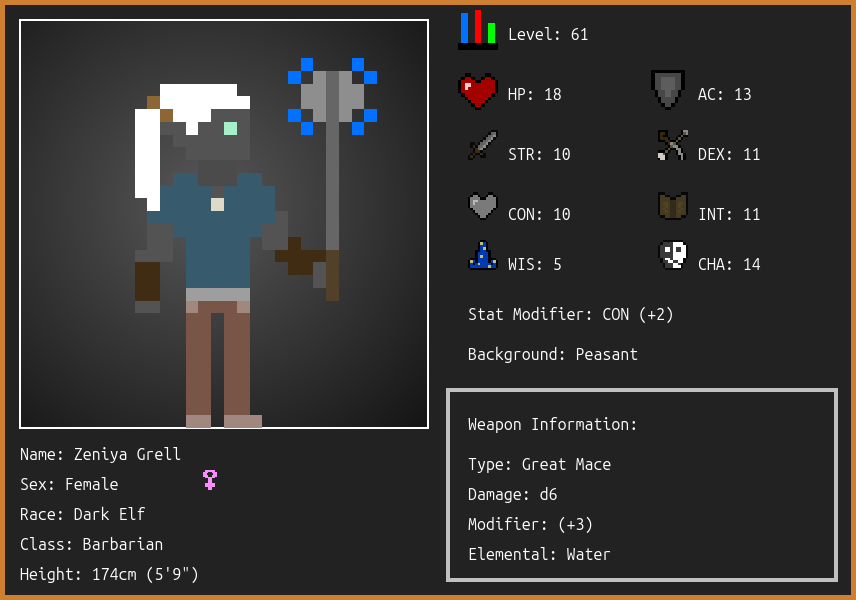 Level: 61
HP: 18
AC: 13
STR: 10
DEX: 11
CON: 10
INT: 11
WIS: 5
CHA: 14
Stat Modifier: CON (+2)
Background: Peasant
Weapon Information:
Type: Great Mace
Damage: d6
Modifier: (+3)
Elemental: Water
Name: Zeniya Grell
Sex: Female
Race: Dark Elf
Class: Barbarian
Height: 174cm (5'9")